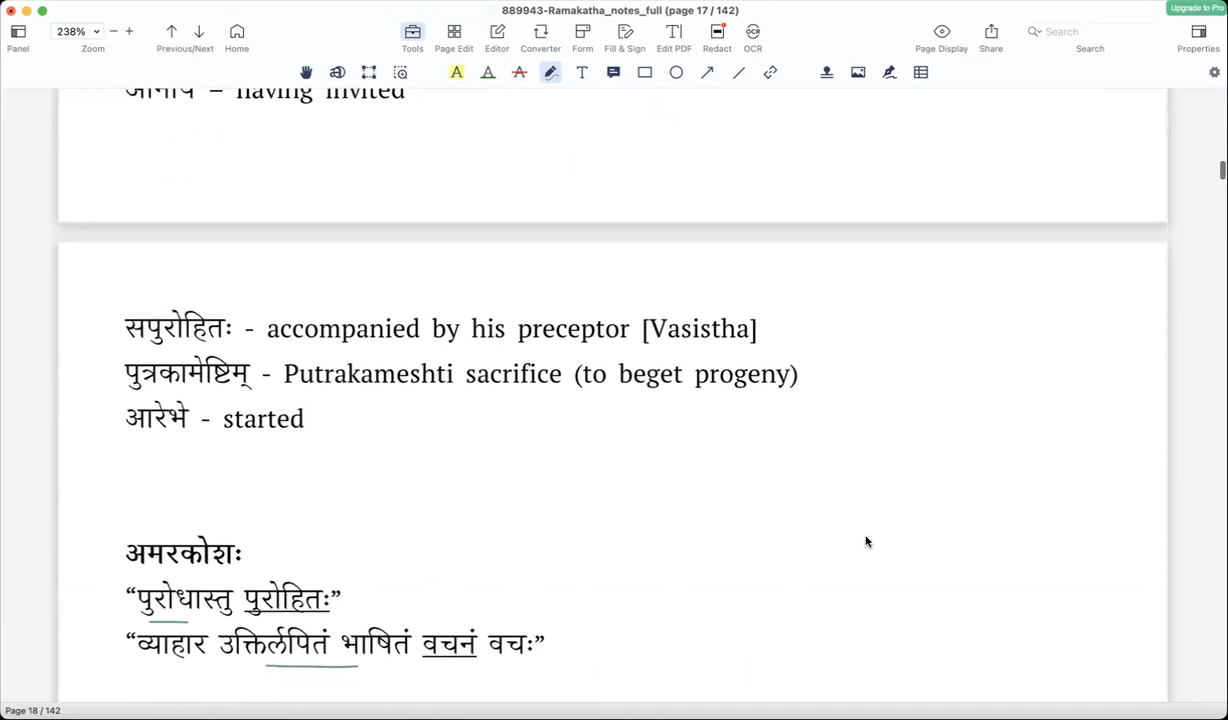 889943-Ramakatha_notes_full (page 17 / 142)
Upgrade to Pro
238%
Search
Panel Zoom Previous/Next Home Tools Page Edit Editor Converter Form Fill & Sign Edit PDF Redact OCR Page Display Share Search Properties
– having invited
सपुरोहितः - accompanied by his preceptor [Vasistha]
पुत्रकामेष्टिम् - Putrakameshti sacrifice (to beget progeny)
आरेभे - started
अमरकोशः
“पुरोधास्तु पुरोहितः”
“व्याहार उक्तिर्लपितं भाषितं वचनं वचः”
Page 18 / 142